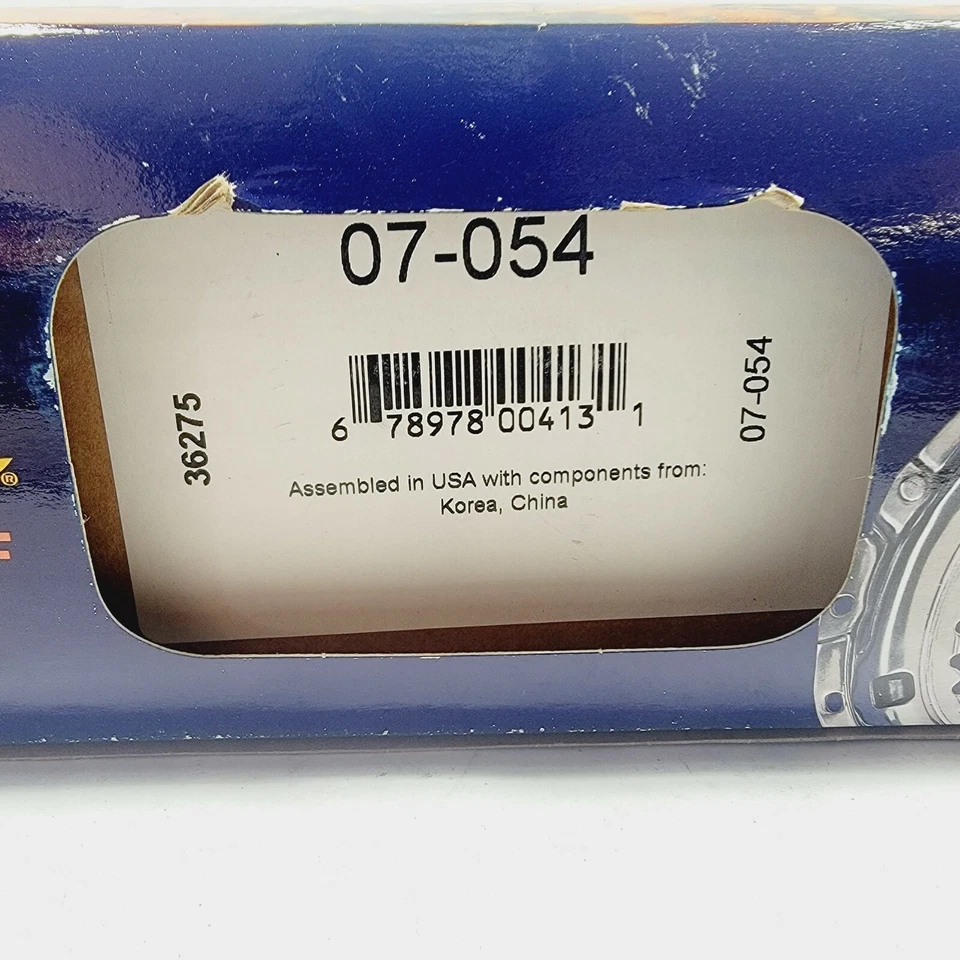 07-054
36275
07-054
6 78978 00413 1
Assembled in USA with components from:
Korea, China
®